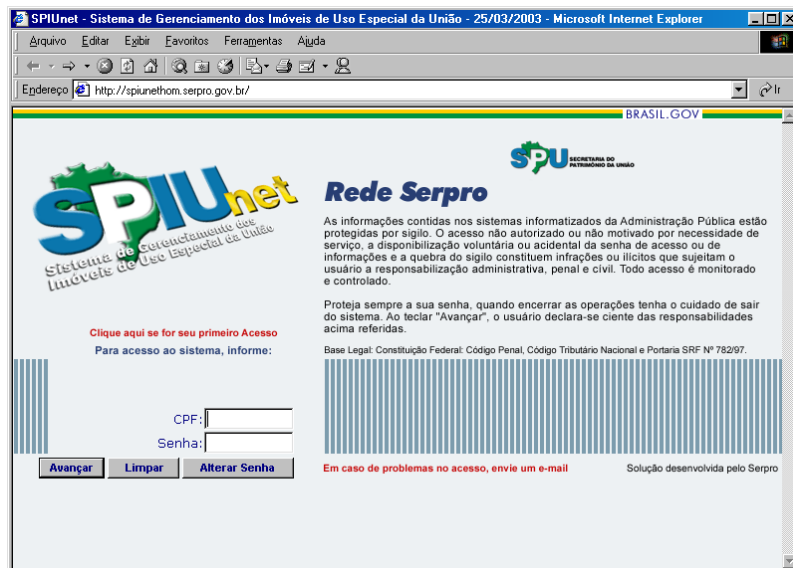 SPIUnet - Sistema de Gerenciamento dos Imóveis de Uso Especial da União - 25/03/2003 - Microsoft Internet Explorer
Arquivo Editar Exibir Favoritos Ferramentas Ajuda
Endereço http://spiunethom.serpro.gov.br/ Ir
BRASIL.GOV
SPU SECRETARIA DO
PATRIMÔNIO DA UNIÃO
SPIUnet
Sistema de Gerenciamento dos
Imóveis de Uso Especial da União
Rede Serpro
As informações contidas nos sistemas informatizados da Administração Pública estão
protegidas por sigilo. O acesso não autorizado ou não motivado por necessidade de
serviço, a disponibilização voluntária ou acidental da senha de acesso ou de
informações e a quebra do sigilo constituem infrações ou ilícitos que sujeitam o
usuário a responsabilização administrativa, penal e civil. Todo acesso é monitorado
e controlado.
Proteja sempre a sua senha, quando encerrar as operações tenha o cuidado de sair
do sistema. Ao teclar "Avançar", o usuário declara-se ciente das responsabilidades
acima referidas.
Base Legal: Constituição Federal: Código Penal, Código Tributário Nacional e Portaria SRF Nº 782/97.
Clique aqui se for seu primeiro Acesso
Para acesso ao sistema, informe:
CPF:
Senha:
Avançar Limpar Alterar Senha
Em caso de problemas no acesso, envie um e-mail
Solução desenvolvida pelo Serpro